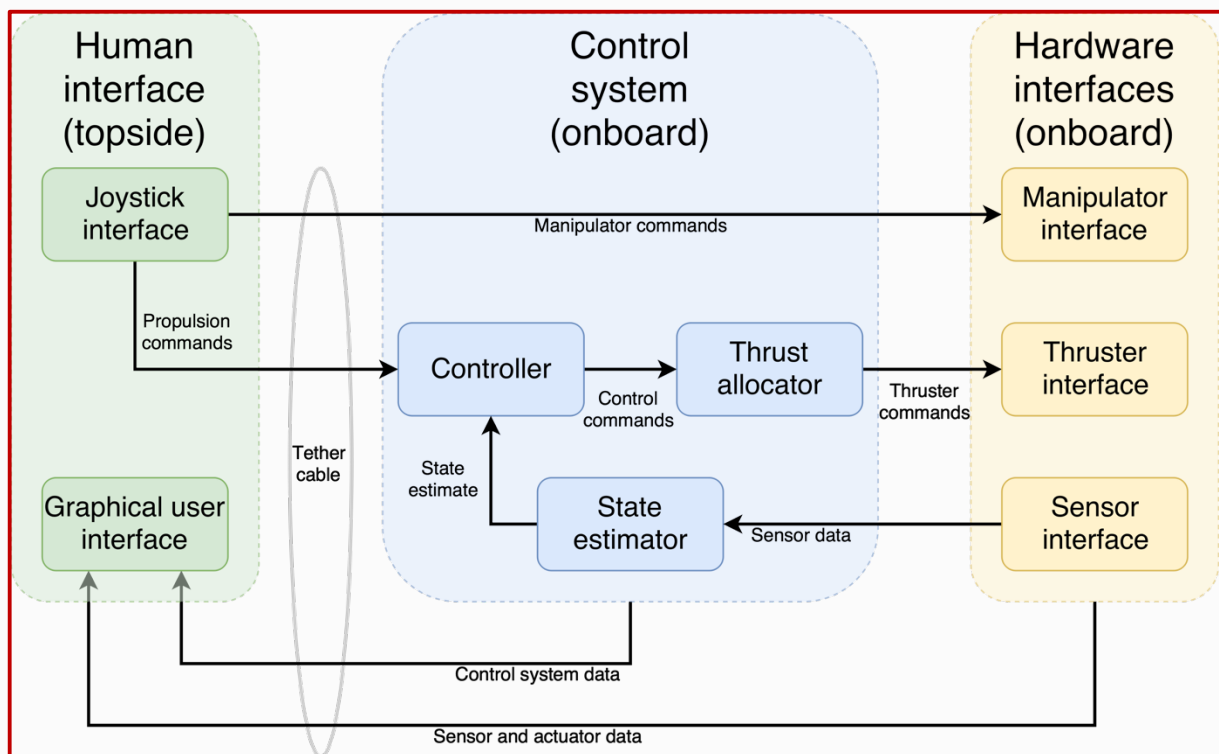 Human
interface
(topside)
Control
system
(onboard)
Hardware
interfaces
(onboard)
Joystick
interface
Manipulator commands
Manipulator
interface
Propulsion
commands
Controller
Control
commands
Thrust
allocator
Thruster
commands
Thruster
interface
Tether
cable
State
estimate
Graphical user
interface
State
estimator
Sensor data
Sensor
interface
Control system data
Sensor and actuator data